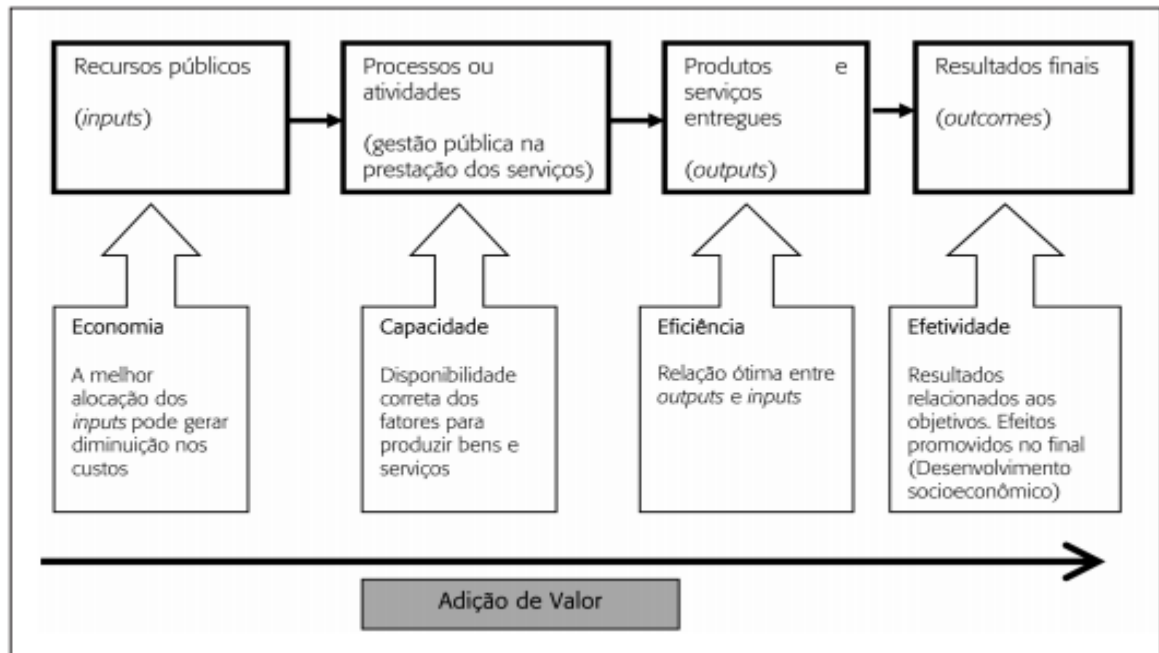 Recursos públicos
(inputs)
Processos ou
atividades
(gestão pública na
prestação dos serviços)
Produtos e
serviços
entregues
(outputs)
Resultados finais
(outcomes)
Economia
A melhor
alocação dos
inputs pode gerar
diminuição nos
custos
Capacidade
Disponibilidade
correta dos
fatores para
produzir bens e
serviços
Eficiência
Relação ótima entre
outputs e inputs
Efetividade
Resultados
relacionados aos
objetivos. Efeitos
promovidos no final
(Desenvolvimento
socioeconômico)
Adição de Valor